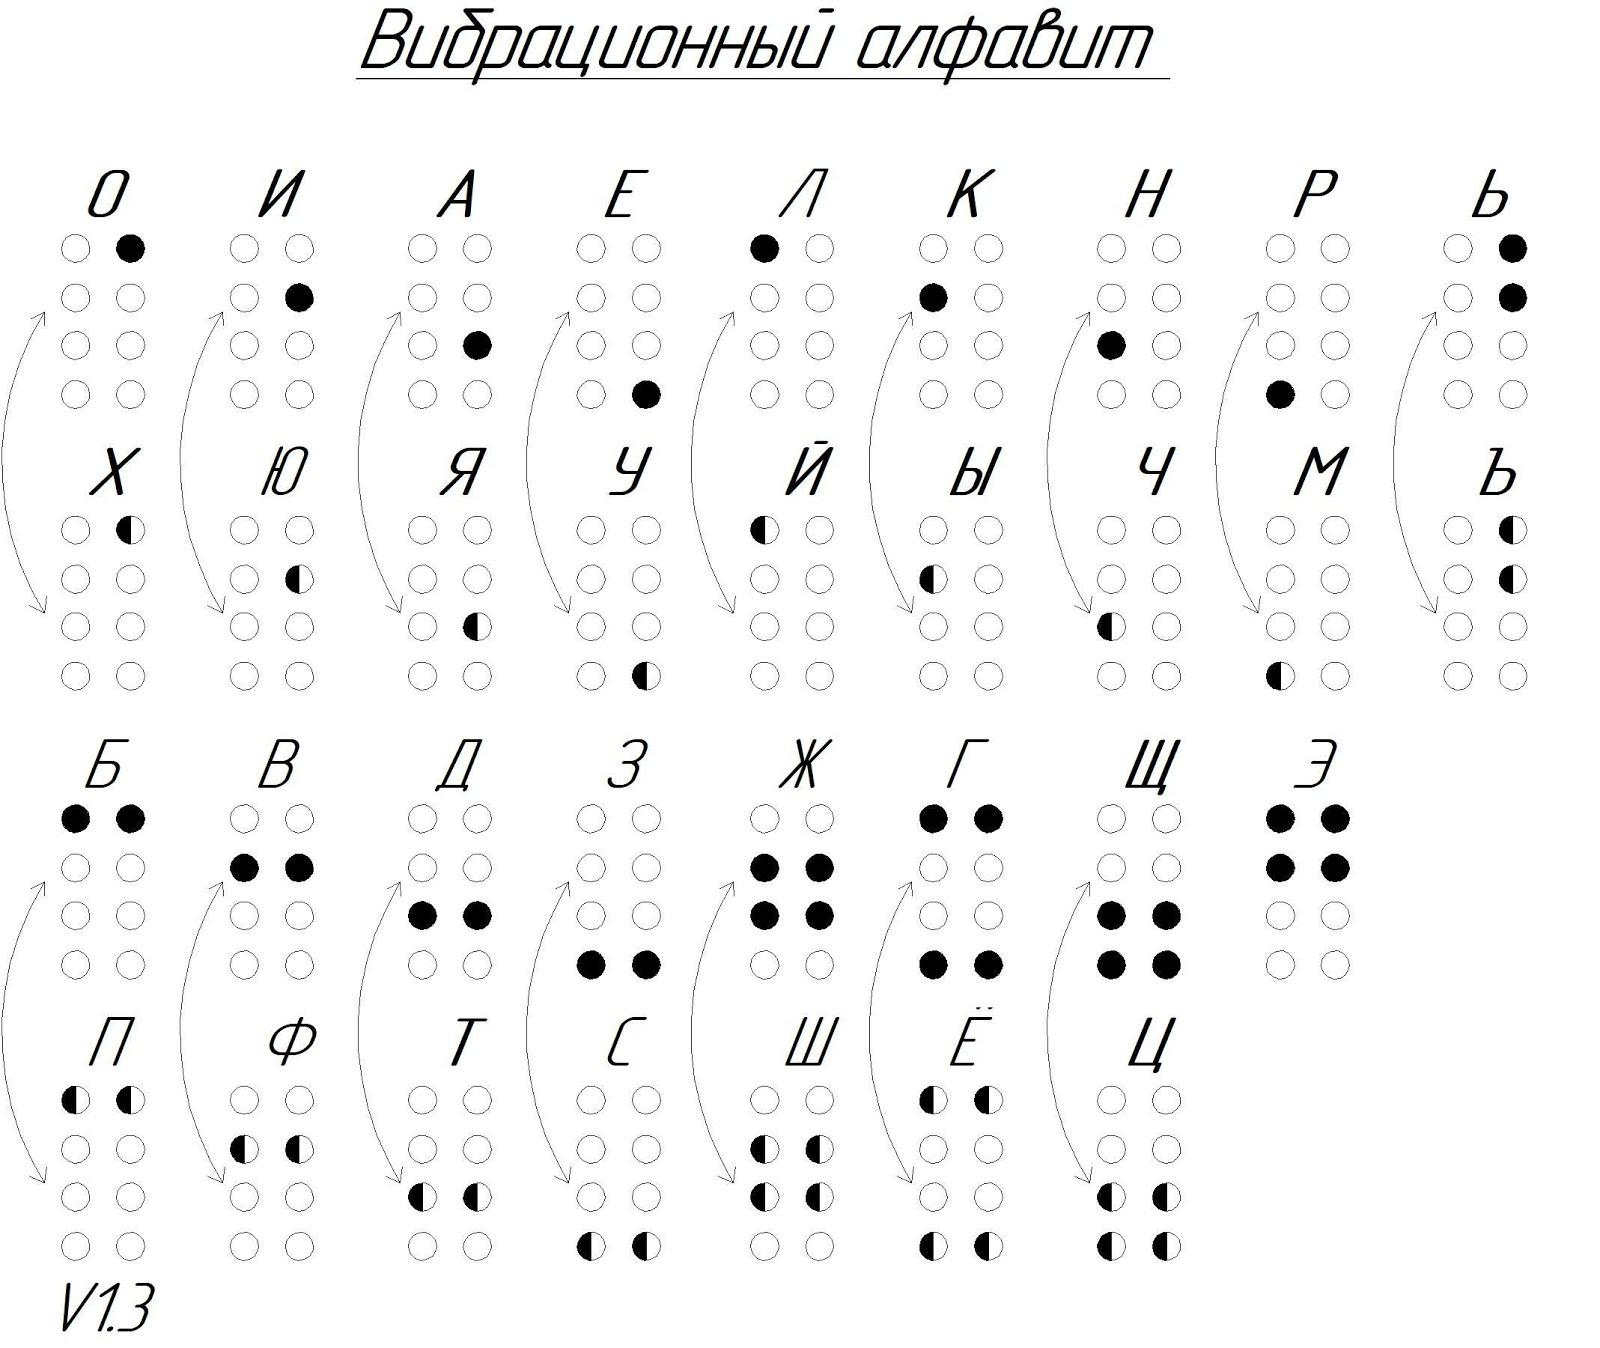 Вибрационный алфавит
О И А Е Л К Н Р Ь
Х Ю Я У Й Ы Ч М Ъ
Б В Д З Ж Г Щ Э
П Ф Т С Ш Ё Ц
V1.3